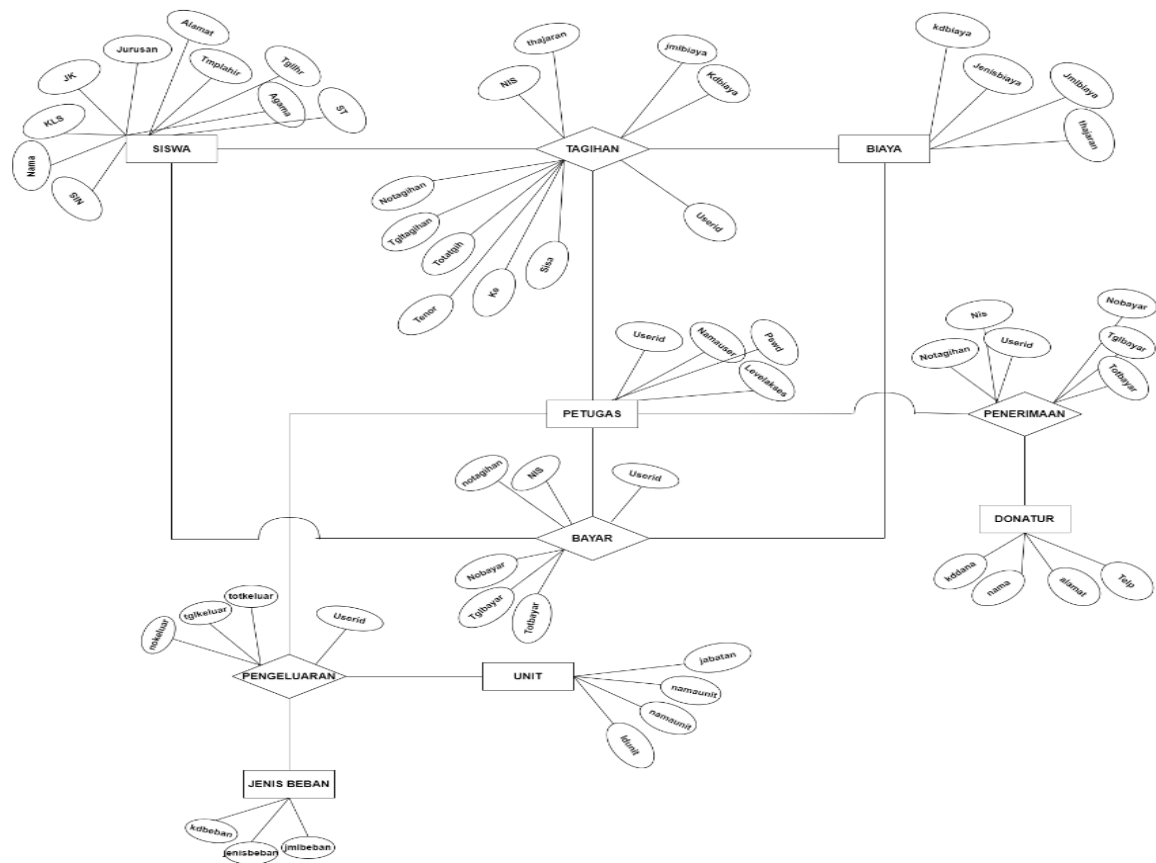 Alamat
Jurusan
Tmplahir
Tgllhr
JK
Agama
ST
KLS
Nama
SIN
SISWA
thajaran
jmlbiaya
NIS
Kdbiaya
TAGIHAN
Notagihan
Tgltagihan
Totalgih
Tenor
Ke
Sisa
Userid
kdbiaya
Jenisbiaya
Jmlbiaya
thajaran
BIAYA
Userid
Namauser
Pswd
Levelakses
PETUGAS
Nis
Notagihan
Userid
Nobayar
Tglbayar
Totbayar
PENERIMAAN
notagihan
NIS
Userid
BAYAR
Nobayar
Tglbayar
Totbayar
DONATUR
kddana
nama
alamat
Telp
totkeluar
tglkeluar
nokeluar
Userid
PENGELUARAN
UNIT
jabatan
namaunit
namaunit
Idunit
JENIS BEBAN
kdbeban
jenisbeban
jmlbeban